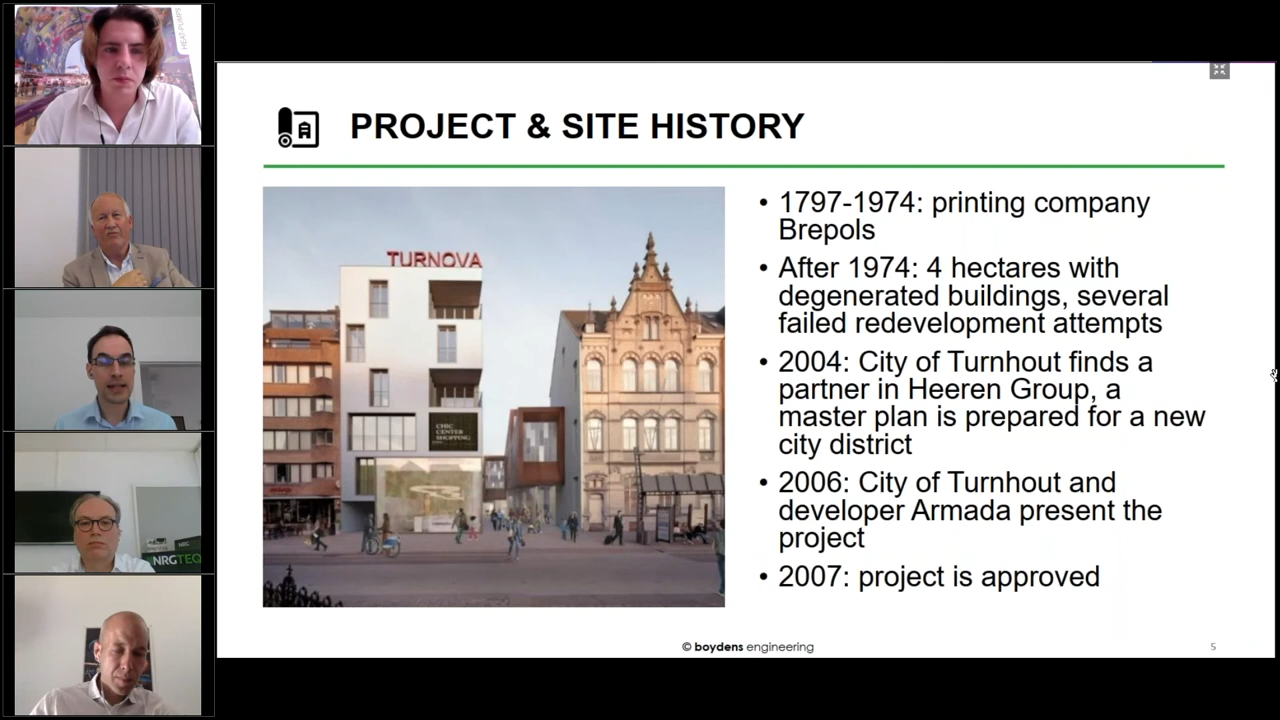 HEAT-PUMPS
NRG
NRGTEQ
PROJECT & SITE HISTORY
TURNOVA
CHIC
CENTER
SHOPPING
• 1797-1974: printing company
Brepols
• After 1974: 4 hectares with
degenerated buildings, several
failed redevelopment attempts
• 2004: City of Turnhout finds a
partner in Heeren Group, a
master plan is prepared for a new
city district
• 2006: City of Turnhout and
developer Armada present the
project
• 2007: project is approved
© boydens engineering
5